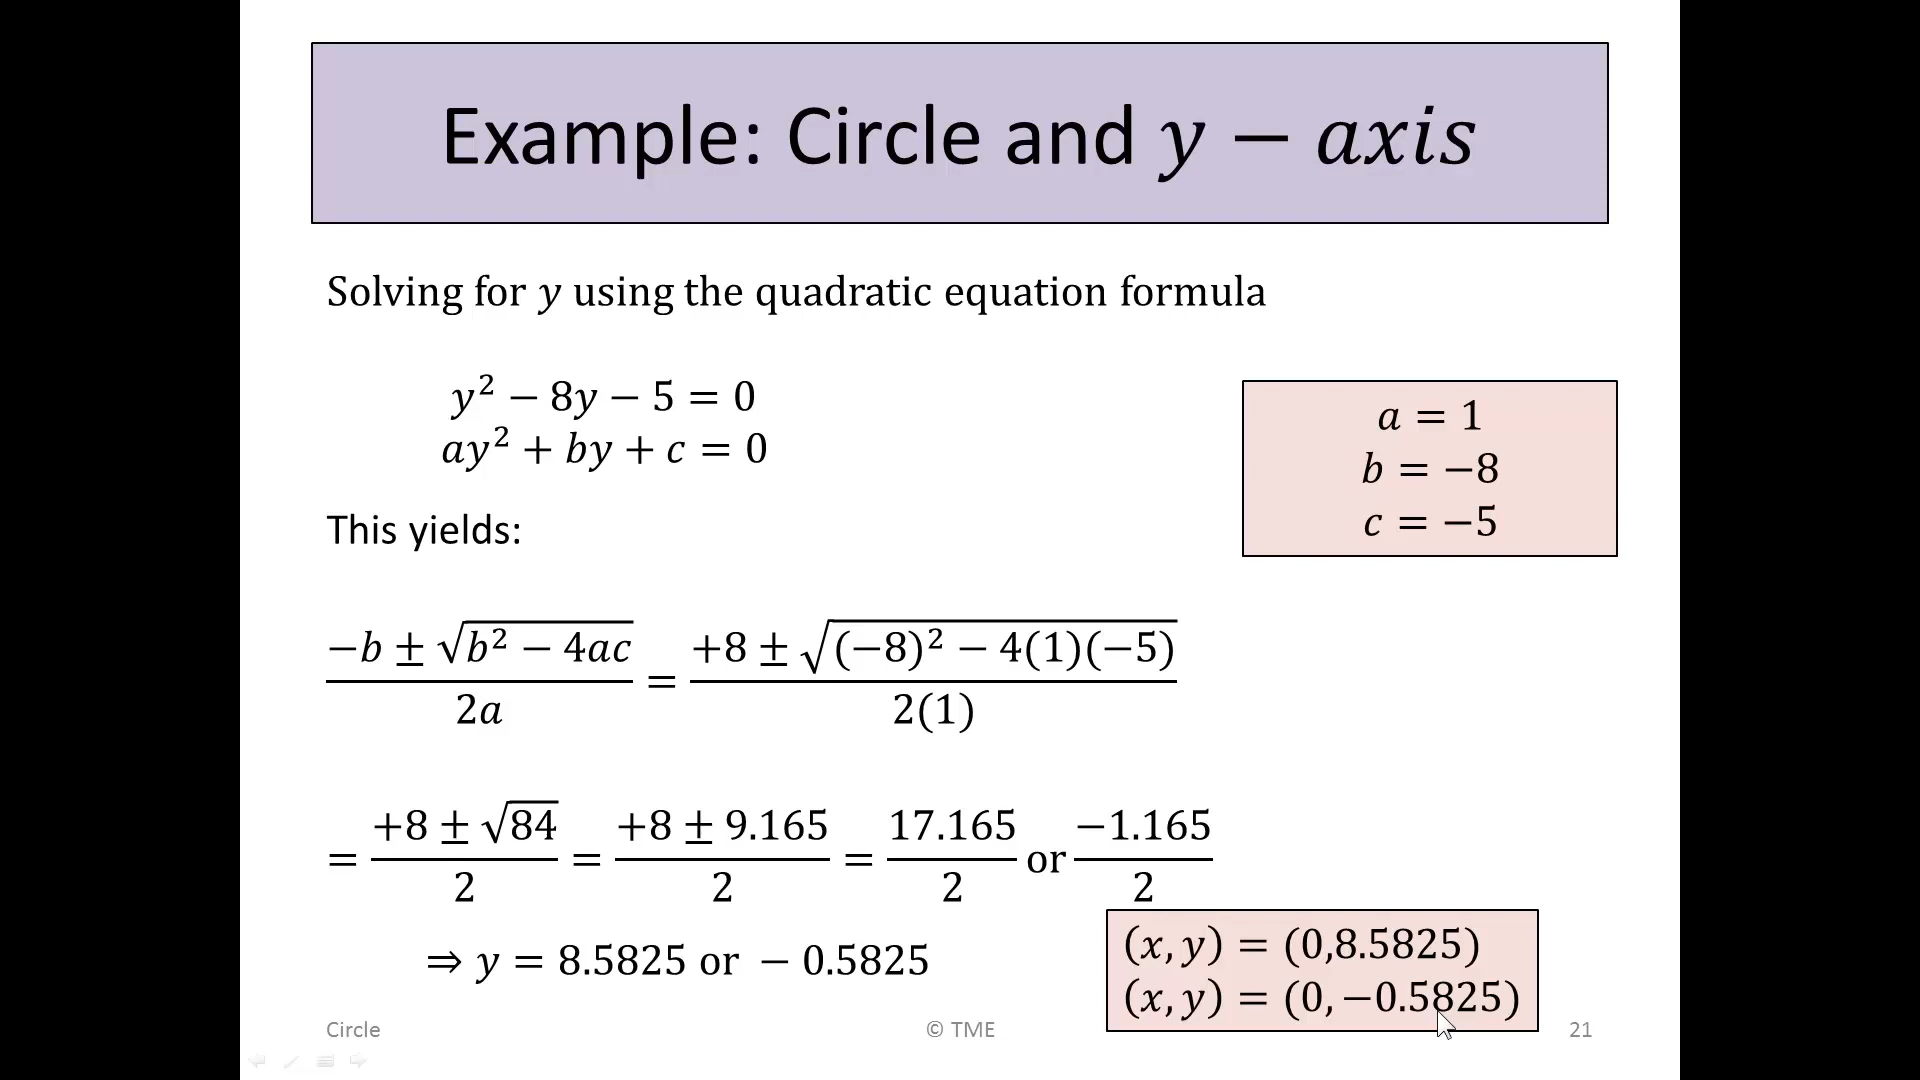 Example: Circle and y − axis
Solving for y using the quadratic equation formula
y² − 8y − 5 = 0
ay² + by + c = 0
a = 1
b = −8
c = −5
This yields:
(−b ± √(b² − 4ac))/(2a) = (+8 ± √((−8)² − 4(1)(−5)))/(2(1))
= (+8 ± √84)/2 = (+8 ± 9.165)/2 = 17.165/2 or −1.165/2
⇒ y = 8.5825 or − 0.5825
(x, y) = (0,8.5825)
(x, y) = (0, −0.5825)
Circle © TME 21